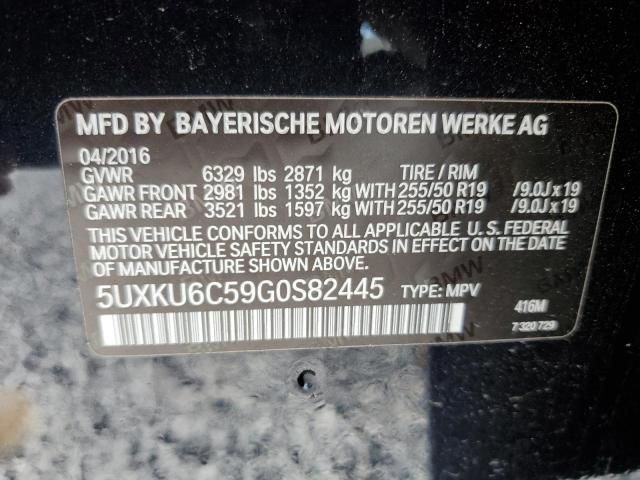 MFD BY BAYERISCHE MOTOREN WERKE AG
04/2016
GVWR 6329 lbs 2871 kg TIRE / RIM
GAWR FRONT 2981 lbs 1352 kg WITH 255/50 R19 /9.0J x 19
GAWR REAR 3521 lbs 1597 kg WITH 255/50 R19 /9.0J x 19
THIS VEHICLE CONFORMS TO ALL APPLICABLE U. S. FEDERAL
MOTOR VEHICLE SAFETY STANDARDS IN EFFECT ON THE DATE
OF MANUFACTURE SHOWN ABOVE.
5UXKU6C59G0S82445 TYPE: MPV
416M
7 320 729